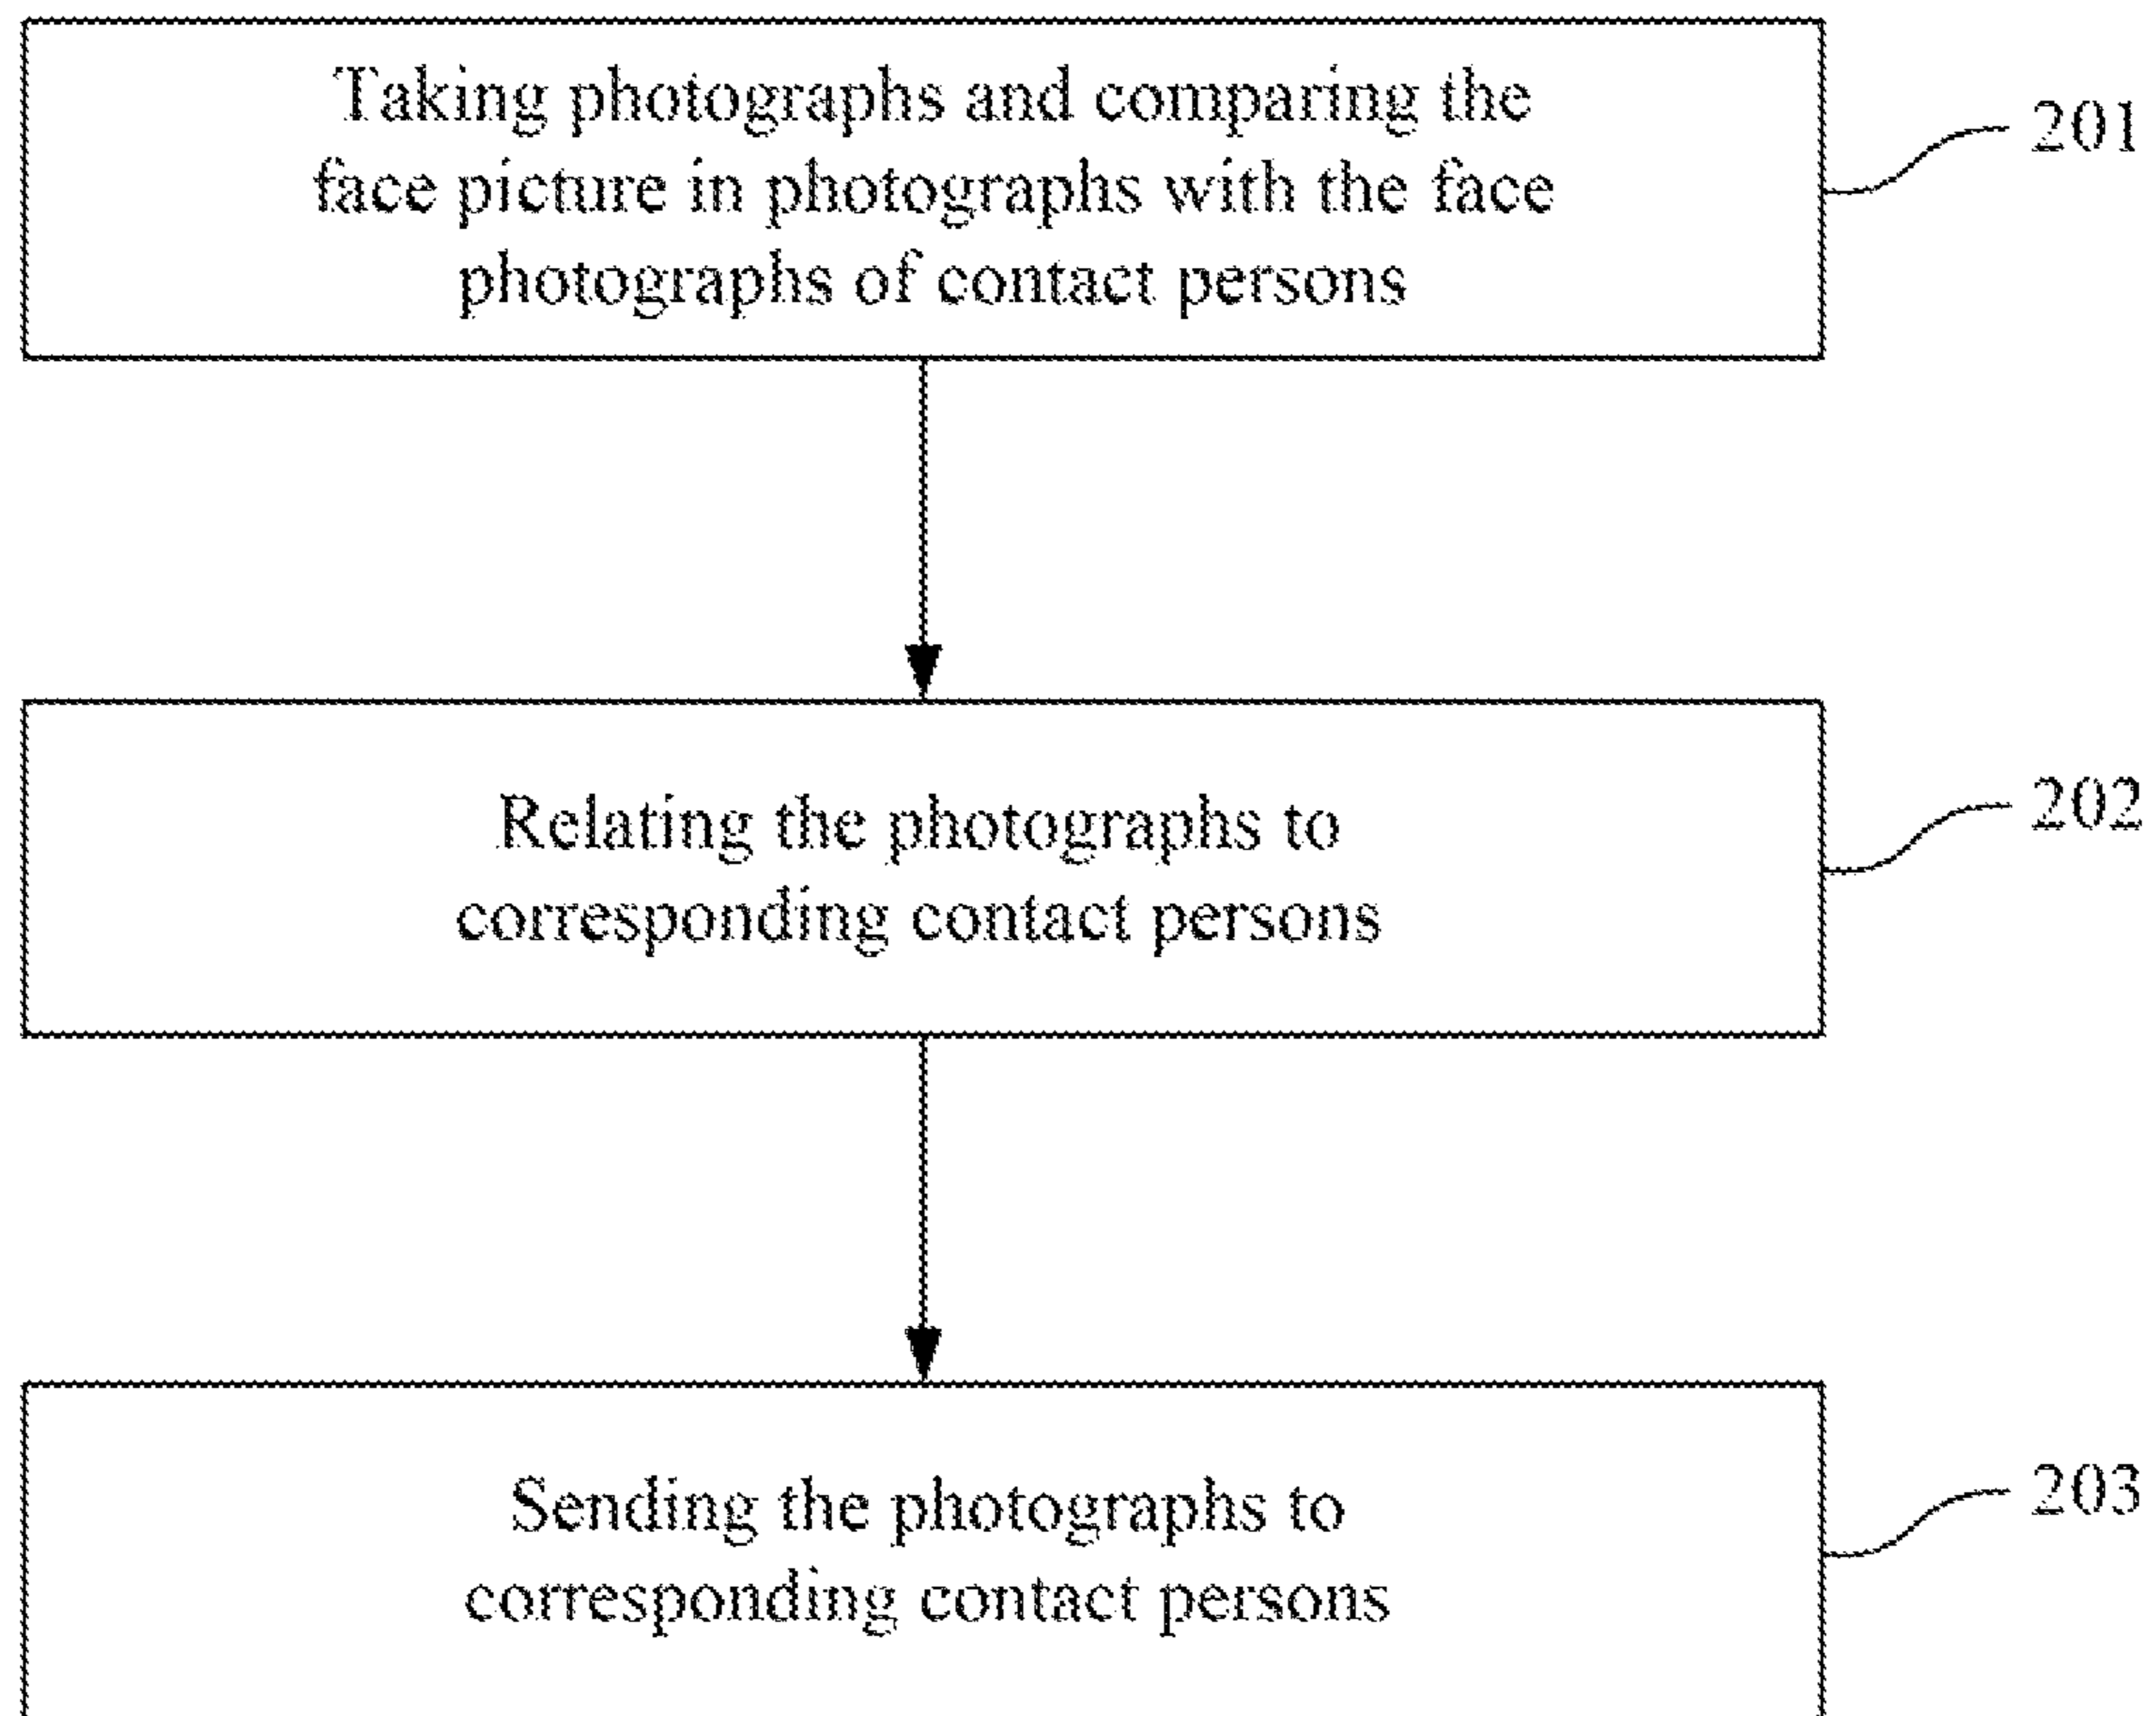 Taking photographs and comparing the
face picture in photographs with the face
photographs of contact persons
201
Relating the photographs to
corresponding contact persons
202
Sending the photographs to
corresponding contact persons
203